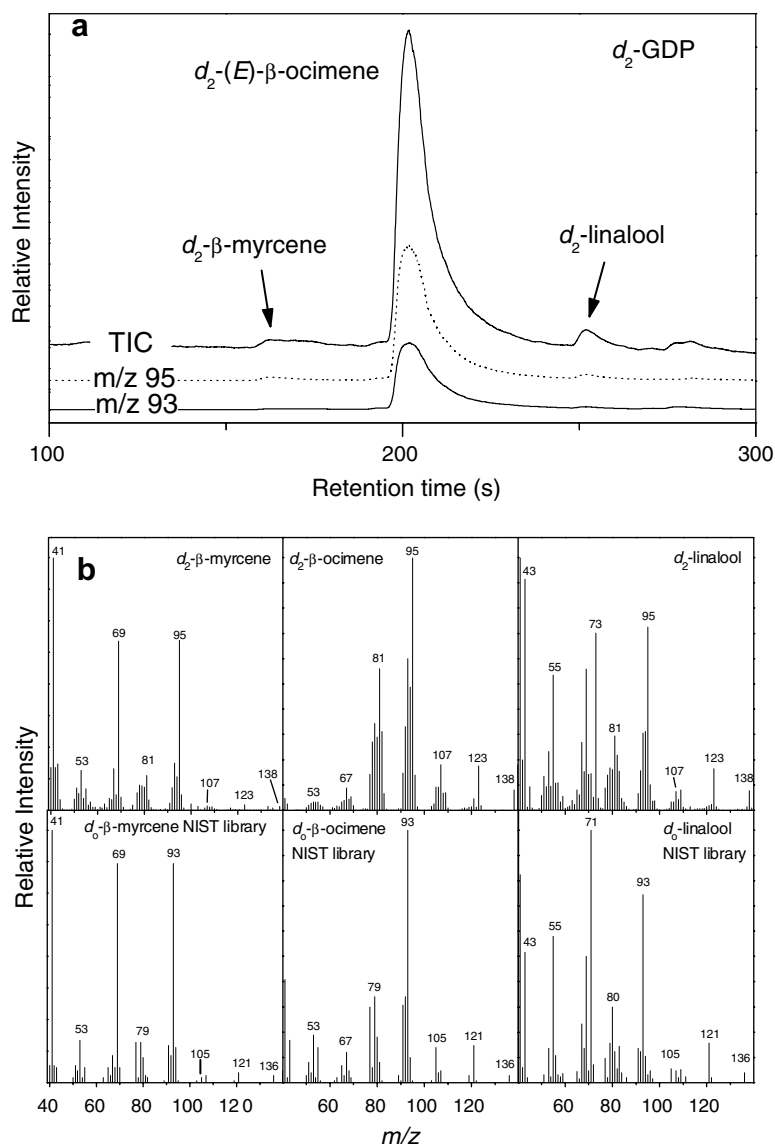 a
d2-(E)-β-ocimene
d2-GDP
d2-β-myrcene
d2-linalool
Relative Intensity
TIC
m/z 95
m/z 93
100
200
300
Retention time (s)
b
d2-β-myrcene
41
69
95
53
81
107
123
138
d2-β-ocimene
95
81
53
67
107
123
138
d2-linalool
43
55
73
95
81
107
123
138
Relative Intensity
do-β-myrcene NIST library
41
69
93
53
79
105
121
136
do-β-ocimene
NIST library
93
79
53
67
105
121
136
do-linalool
NIST library
71
43
55
93
80
105
121
136
40 60 80 100 120
60 80 100 120
60 80 100 120
m/z